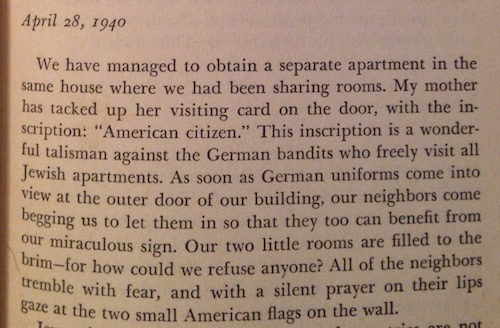 April 28, 1940
We have managed to obtain a separate apartment in the
same house where we had been sharing rooms. My mother
has tacked up her visiting card on the door, with the in-
scription: "American citizen." This inscription is a wonder-
ful talisman against the German bandits who freely visit all
Jewish apartments. As soon as German uniforms come into
view at the outer door of our building, our neighbors come
begging us to let them in so that they too can benefit from
our miraculous sign. Our two little rooms are filled to the
brim—for how could we refuse anyone? All of the neighbors
tremble with fear, and with a silent prayer on their lips
gaze at the two small American flags on the wall.